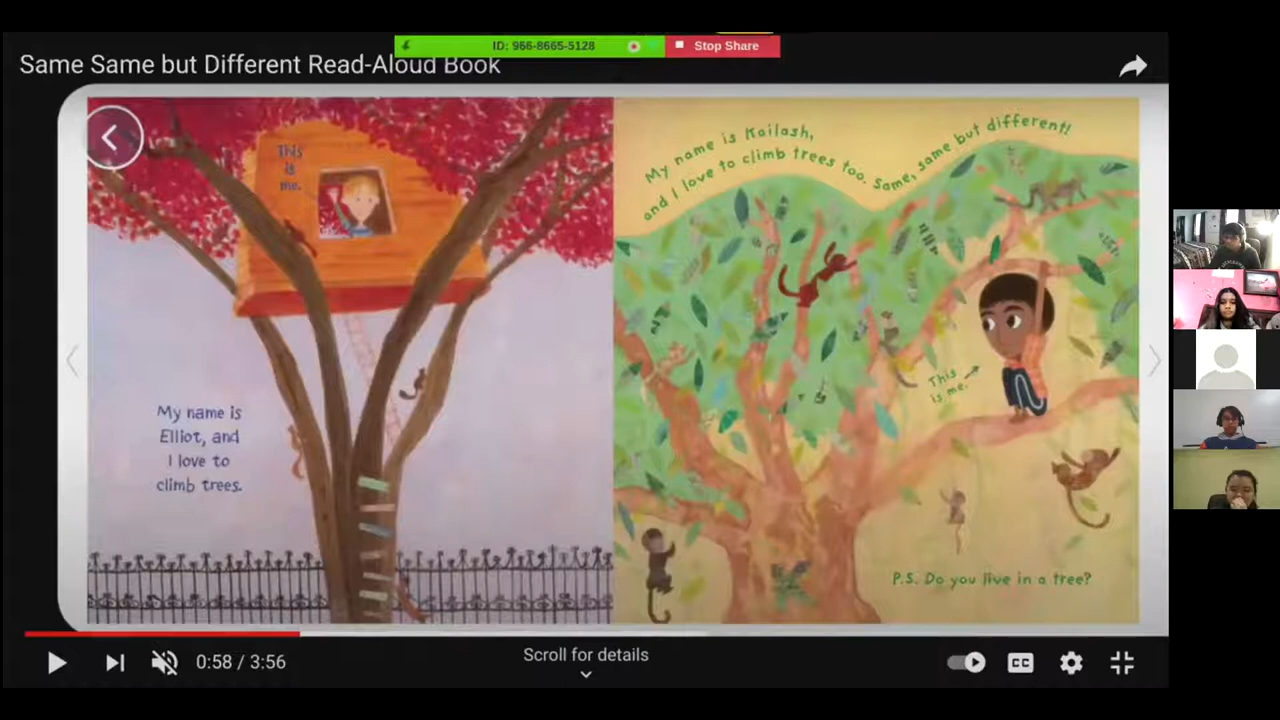 ID: 966-8665-5128
Stop Share
Same Same but Different Read-Aloud Book
This
is
me.
My name is
Elliot, and
I love to
climb trees.
My name is Kailash,
and I love to climb trees too. Same, same but different!
This
is me.
P.S. Do you live in a tree?
0:58 / 3:56
Scroll for details
CC